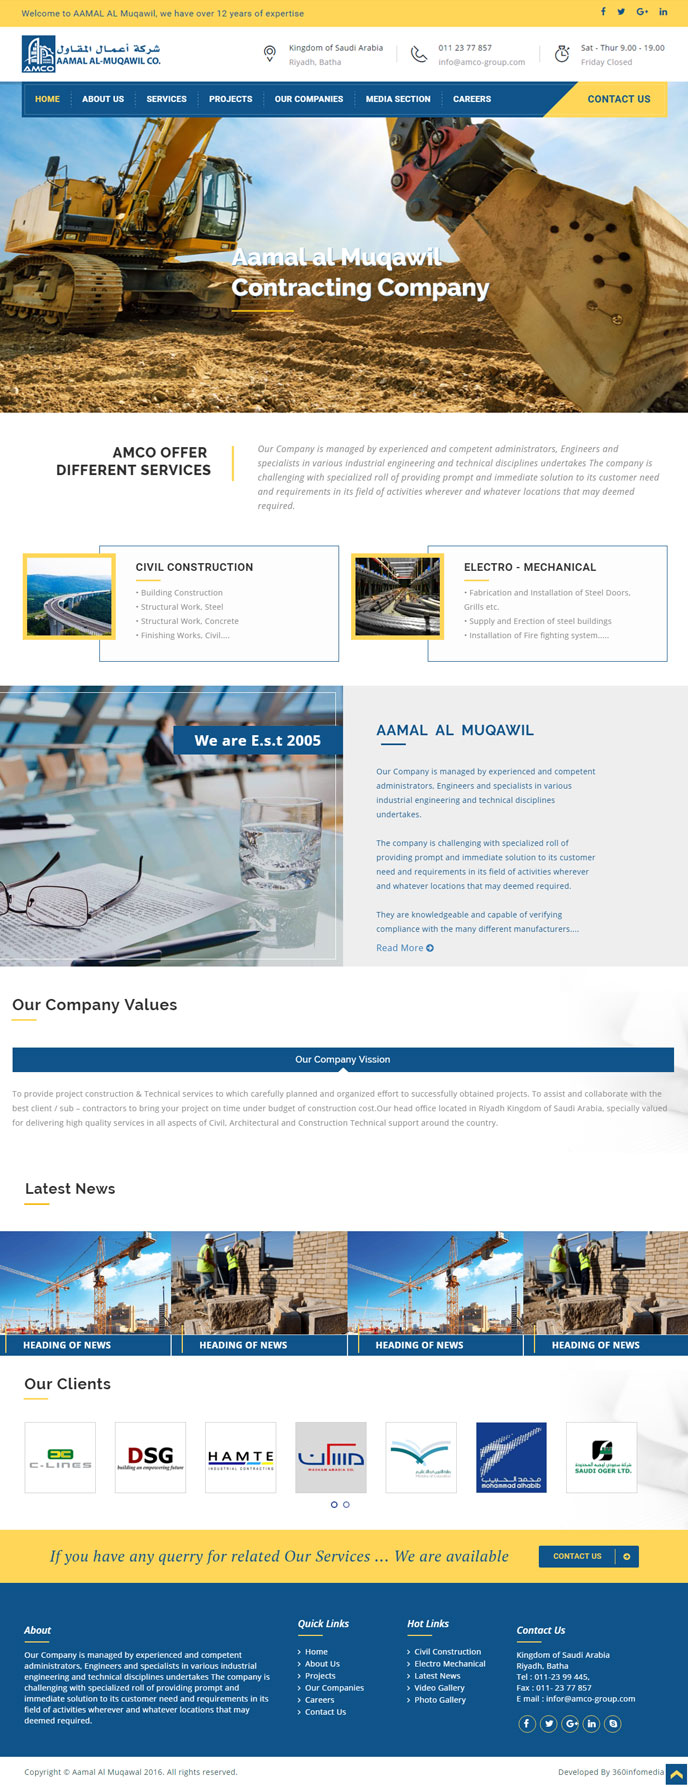 Welcome to AAMAL AL Muqawil, we have over 12 years of expertise
شركة أعمال المقاول
AAMAL AL-MUQAWIL CO.
AMCO
Kingdom of Saudi Arabia
Riyadh, Batha
011 23 77 857
info@amco-group.com
Sat - Thur 9.00 - 19.00
Friday Closed
HOME ABOUT US SERVICES PROJECTS OUR COMPANIES MEDIA SECTION CAREERS CONTACT US
Aamal al Muqawil
Contracting Company
AMCO OFFER
DIFFERENT SERVICES
Our Company is managed by experienced and competent administrators, Engineers and
specialists in various industrial engineering and technical disciplines undertakes The company is
challenging with specialized roll of providing prompt and immediate solution to its customer need
and requirements in its field of activities wherever and whatever locations that may deemed
required.
CIVIL CONSTRUCTION
• Building Construction
• Structural Work, Steel
• Structural Work, Concrete
• Finishing Works, Civil....
ELECTRO - MECHANICAL
• Fabrication and Installation of Steel Doors,
Grills etc.
• Supply and Erection of steel buildings
• Installation of Fire fighting system.....
We are E.s.t 2005
AAMAL AL MUQAWIL
Our Company is managed by experienced and competent
administrators, Engineers and specialists in various
industrial engineering and technical disciplines
undertakes.
The company is challenging with specialized roll of
providing prompt and immediate solution to its customer
need and requirements in its field of activities wherever
and whatever locations that may deemed required.
They are knowledgeable and capable of verifying
compliance with the many different manufacturers....
Read More
Our Company Values
Our Company Vission
To provide project construction & Technical services to which carefully planned and organized effort to successfully obtained projects. To assist and collaborate with the
best client / sub – contractors to bring your project on time under budget of construction cost.Our head office located in Riyadh Kingdom of Saudi Arabia, specially valued
for delivering high quality services in all aspects of Civil, Architectural and Construction Technical support around the country.
Latest News
HEADING OF NEWS HEADING OF NEWS HEADING OF NEWS HEADING OF NEWS
Our Clients
C-LINES
DSG
building an empowering future
HAMTE
INDUSTRIAL CONTRACTING
مسكان
MASKAN ARABIA CO.
محمد الحبيب
mohammad alhabib
شركة سعودي أوجيه المحدودة
SAUDI OGER LTD.
If you have any querry for related Our Services ... We are available
CONTACT US
About
Our Company is managed by experienced and competent
administrators, Engineers and specialists in various industrial
engineering and technical disciplines undertakes The company is
challenging with specialized roll of providing prompt and
immediate solution to its customer need and requirements in its
field of activities wherever and whatever locations that may
deemed required.
Quick Links
Home
About Us
Projects
Our Companies
Careers
Contact Us
Hot Links
Civil Construction
Electro Mechanical
Latest News
Video Gallery
Photo Gallery
Contact Us
Kingdom of Saudi Arabia
Riyadh, Batha
Tel : 011-23 99 445,
Fax : 011- 23 77 857
E mail : infor@amco-group.com
Copyright © Aamal Al Muqawal 2016. All rights reserved.
Developed By 360infomedia